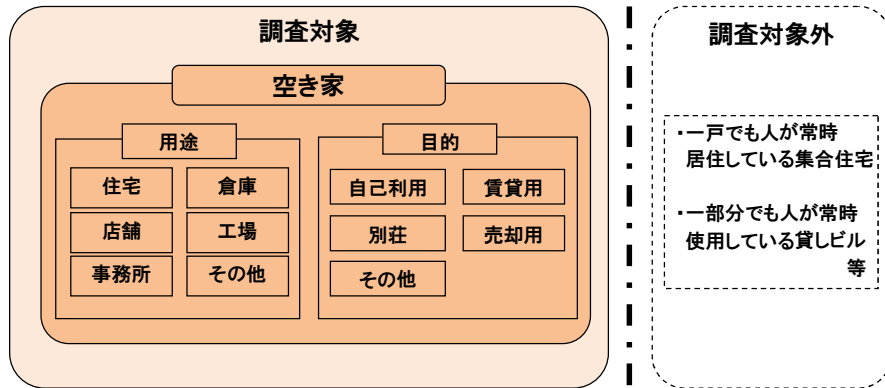 調査対象
空き家
用途
住宅
倉庫
店舗
工場
事務所
その他
目的
自己利用
賃貸用
別荘
売却用
その他
調査対象外
・一戸でも人が常時
居住している集合住宅
・一部分でも人が常時
使用している貸しビル
等